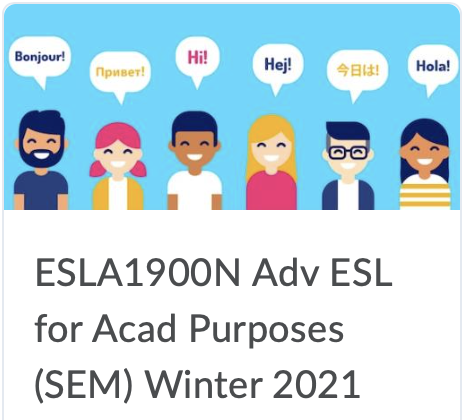 Bonjour!
Привет!
Hi!
Hej!
今日は!
Hola!
ESLA1900N Adv ESL
for Acad Purposes
(SEM) Winter 2021